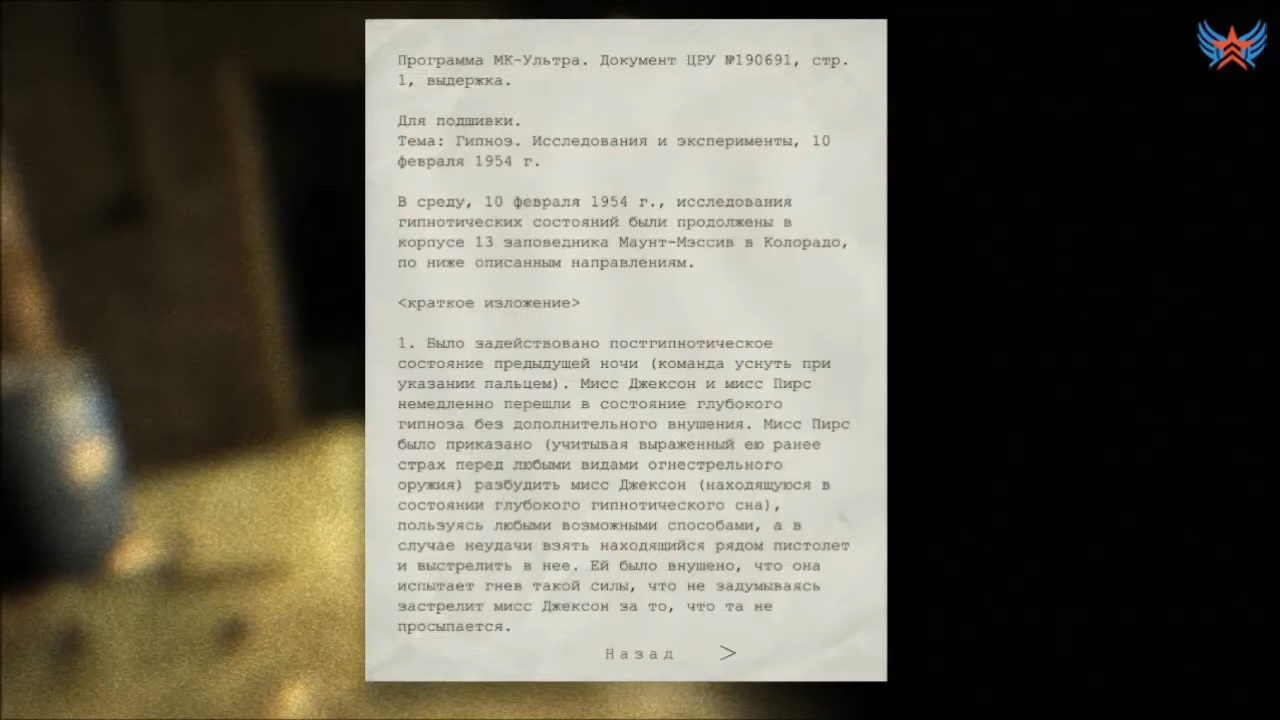 Программа МК-Ультра. Документ ЦРУ №190691, стр.
1, выдержка.
Для подшивки.
Тема: Гипноз. Исследования и эксперименты, 10
февраля 1954 г.
В среду, 10 февраля 1954 г., исследования
гипнотических состояний были продолжены в
корпусе 13 заповедника Маунт-Мэссив в Колорадо,
по ниже описанным направлениям.
<краткое изложение>
1. Было задействовано постгипнотическое
состояние предыдущей ночи (команда уснуть при
указании пальцем). Мисс Джексон и мисс Пирс
немедленно перешли в состояние глубокого
гипноза без дополнительного внушения. Мисс Пирс
было приказано (учитывая выраженный ею ранее
страх перед любыми видами огнестрельного
оружия) разбудить мисс Джексон (находящуюся в
состоянии глубокого гипнотического сна),
пользуясь любыми возможными способами, а в
случае неудачи взять находящийся рядом пистолет
и выстрелить в нее. Ей было внушено, что она
испытает гнев такой силы, что не задумываясь
застрелит мисс Джексон за то, что та не
просыпается.
Назад >